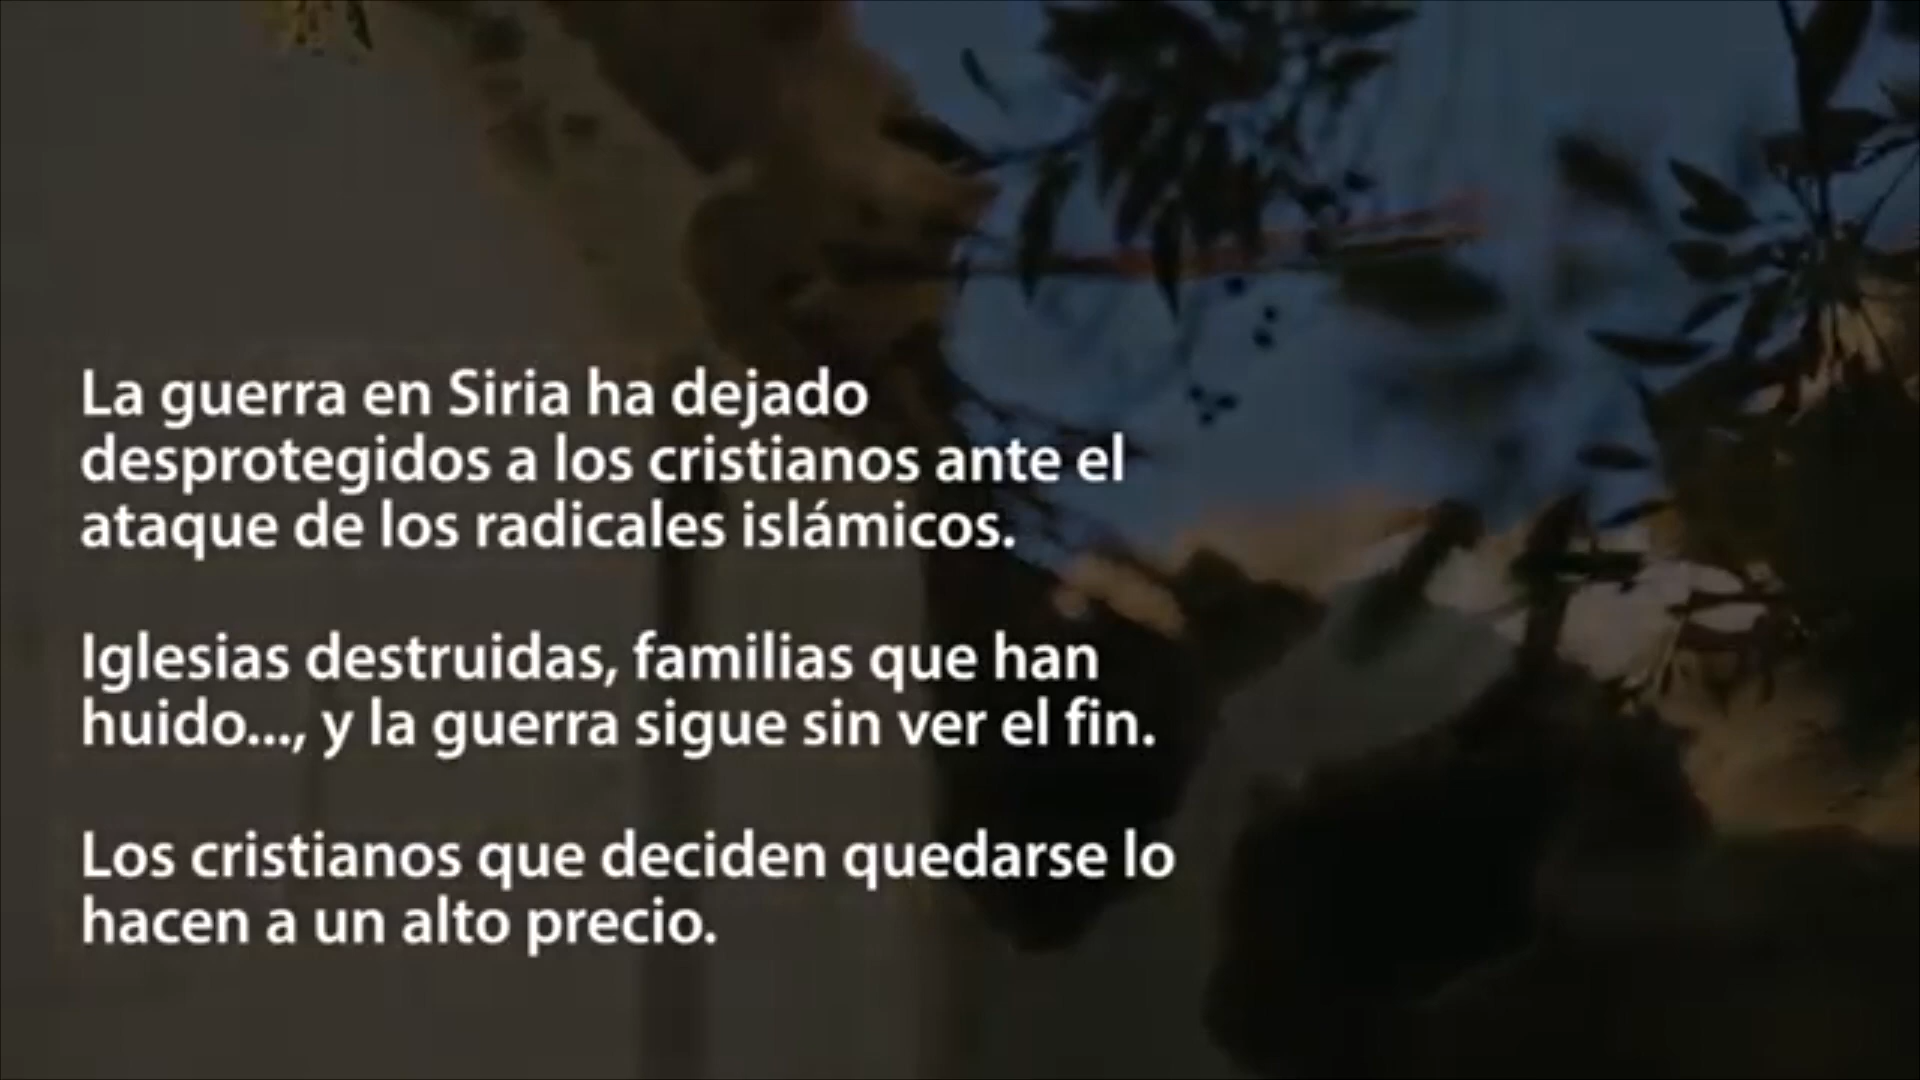 La guerra en Siria ha dejado
desprotegidos a los cristianos ante el
ataque de los radicales islámicos.
Iglesias destruidas, familias que han
huido..., y la guerra sigue sin ver el fin.
Los cristianos que deciden quedarse lo
hacen a un alto precio.